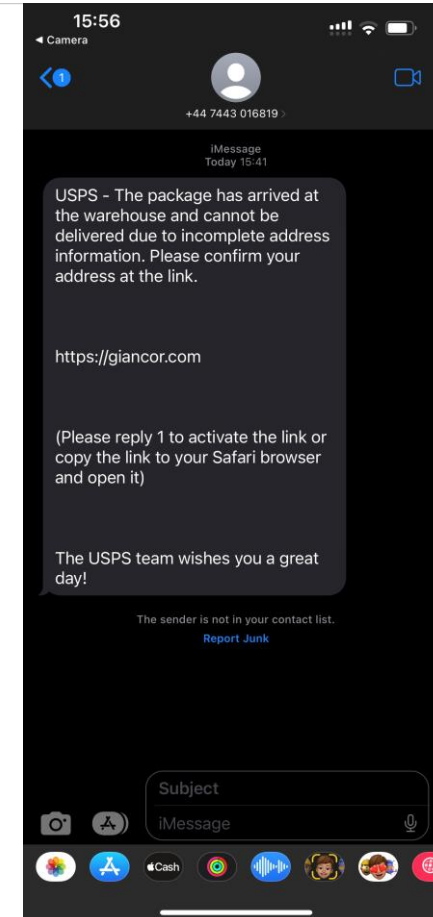 15:56
◀ Camera
1
+44 7443 016819 >
iMessage
Today 15:41
USPS - The package has arrived at
the warehouse and cannot be
delivered due to incomplete address
information. Please confirm your
address at the link.
https://giancor.com
(Please reply 1 to activate the link or
copy the link to your Safari browser
and open it)
The USPS team wishes you a great
day!
The sender is not in your contact list.
Report Junk
Subject
iMessage
Cash